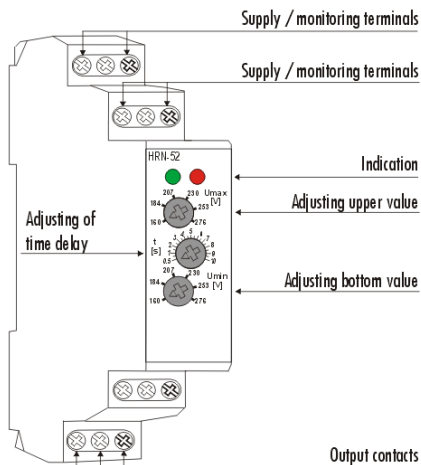 Supply / monitoring terminals
Supply / monitoring terminals
HRN-52
Indication
Umax
[V]
160
184
207
230
253
276
Adjusting upper value
Adjusting of
time delay
t
[s]
0.5
1
2
3
4
5
6
7
8
9
10
Umin
[V]
160
184
207
230
253
276
Adjusting bottom value
Output contacts